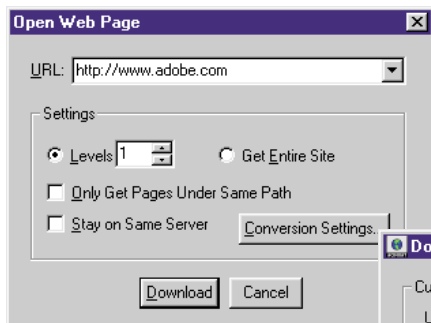 Open Web Page
URL: http://www.adobe.com
Settings
Levels 1 Get Entire Site
Only Get Pages Under Same Path
Stay on Same Server Conversion Settings...
Do
Cu
L
Download Cancel